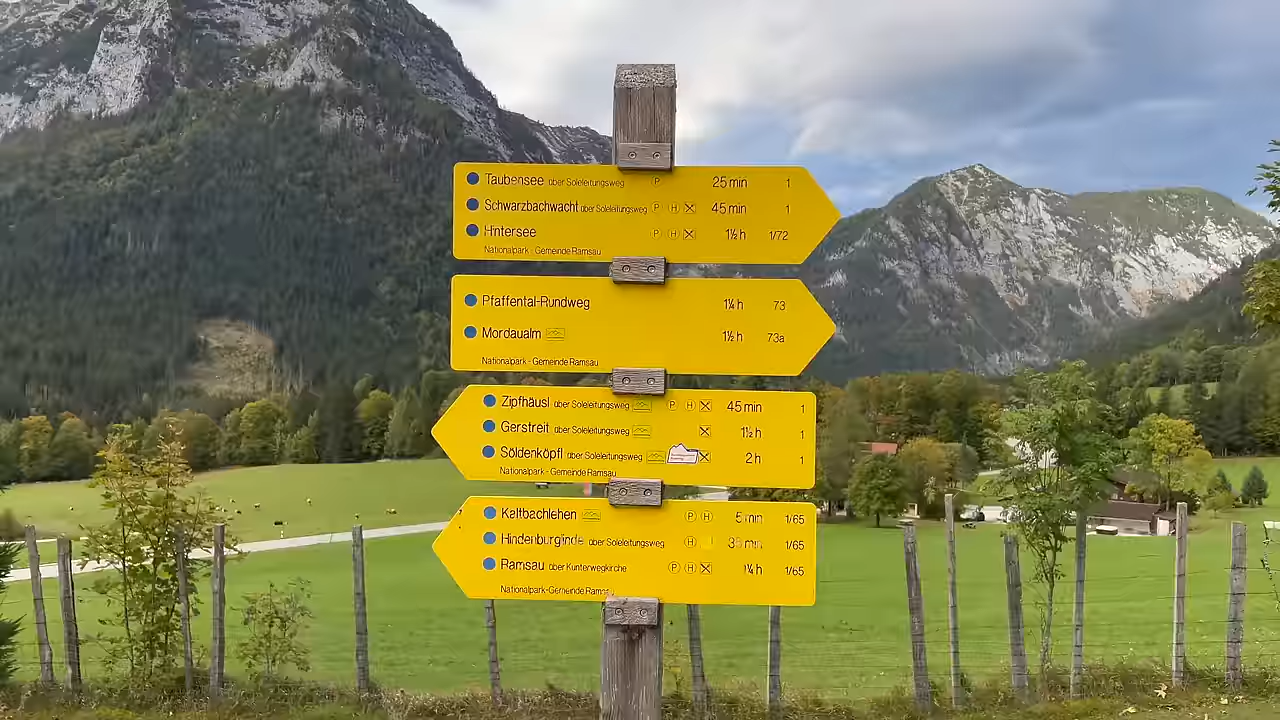 Taubensee über Soleleitungsweg P 25 min 1
Schwarzbachwacht über Soleleitungsweg P H 45 min 1
Hintersee P H 1½ h 1/72
Nationalpark - Gemeinde Ramsau
Pfaffental-Rundweg 1¼ h 73
Mordaualm 1½ h 73a
Nationalpark - Gemeinde Ramsau
Zipfhäusl über Soleleitungsweg P H 45 min 1
Gerstreit über Soleleitungsweg 1½ h 1
Söldenköpfl über Soleleitungsweg 2 h 1
Nationalpark - Gemeinde Ramsau
Kaltbachlehen P H 5 min 1/65
Hindenburglinde über Soleleitungsweg H 35 min 1/65
Ramsau über Kunterwegkirche P H 1¼ h 1/65
Nationalpark-Gemeinde Ramsau